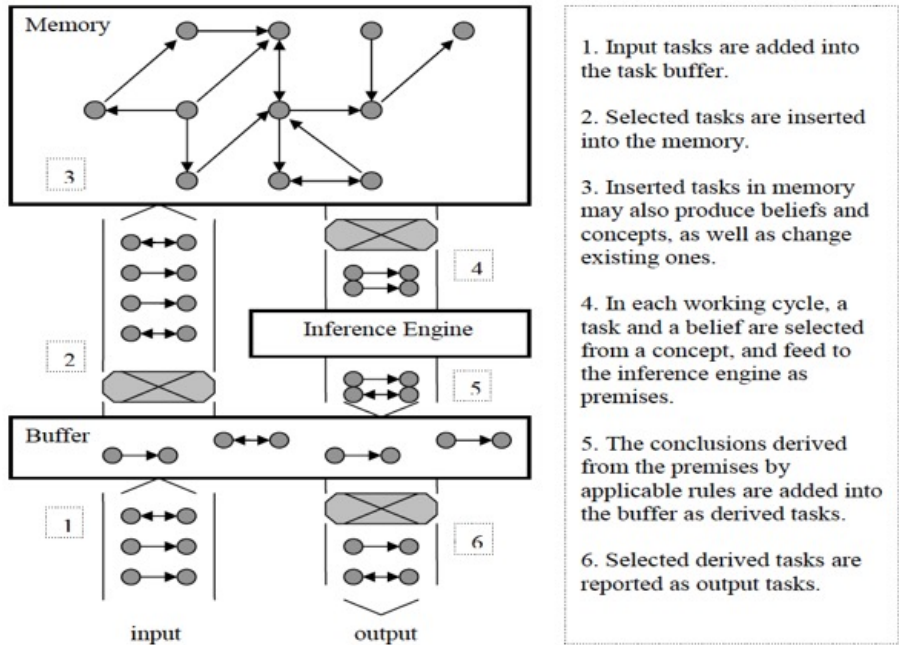 Memory
3
4
Inference Engine
2
5
Buffer
1
6
input
output
1. Input tasks are added into
the task buffer.
2. Selected tasks are inserted
into the memory.
3. Inserted tasks in memory
may also produce beliefs and
concepts, as well as change
existing ones.
4. In each working cycle, a
task and a belief are selected
from a concept, and feed to
the inference engine as
premises.
5. The conclusions derived
from the premises by
applicable rules are added into
the buffer as derived tasks.
6. Selected derived tasks are
reported as output tasks.